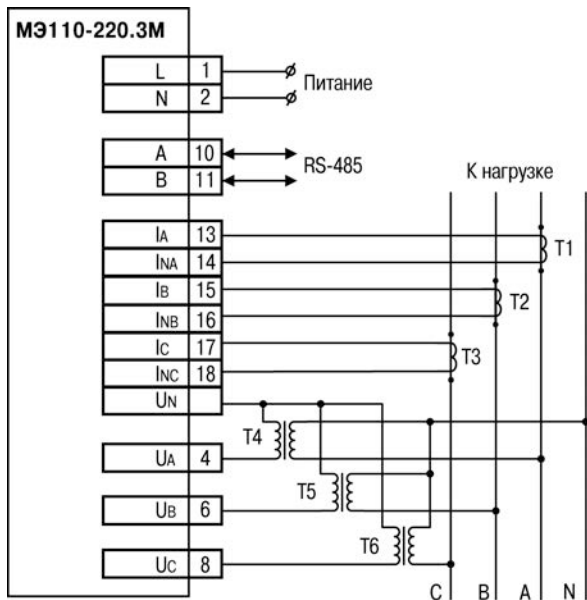 МЭ110-220.3М
L 1
N 2
Питание
A 10
B 11
RS-485
К нагрузке
IA 13
INA 14
T1
IB 15
INB 16
T2
IC 17
INC 18
T3
UN
T4
UA 4
T5
UB 6
T6
UC 8
C B A N